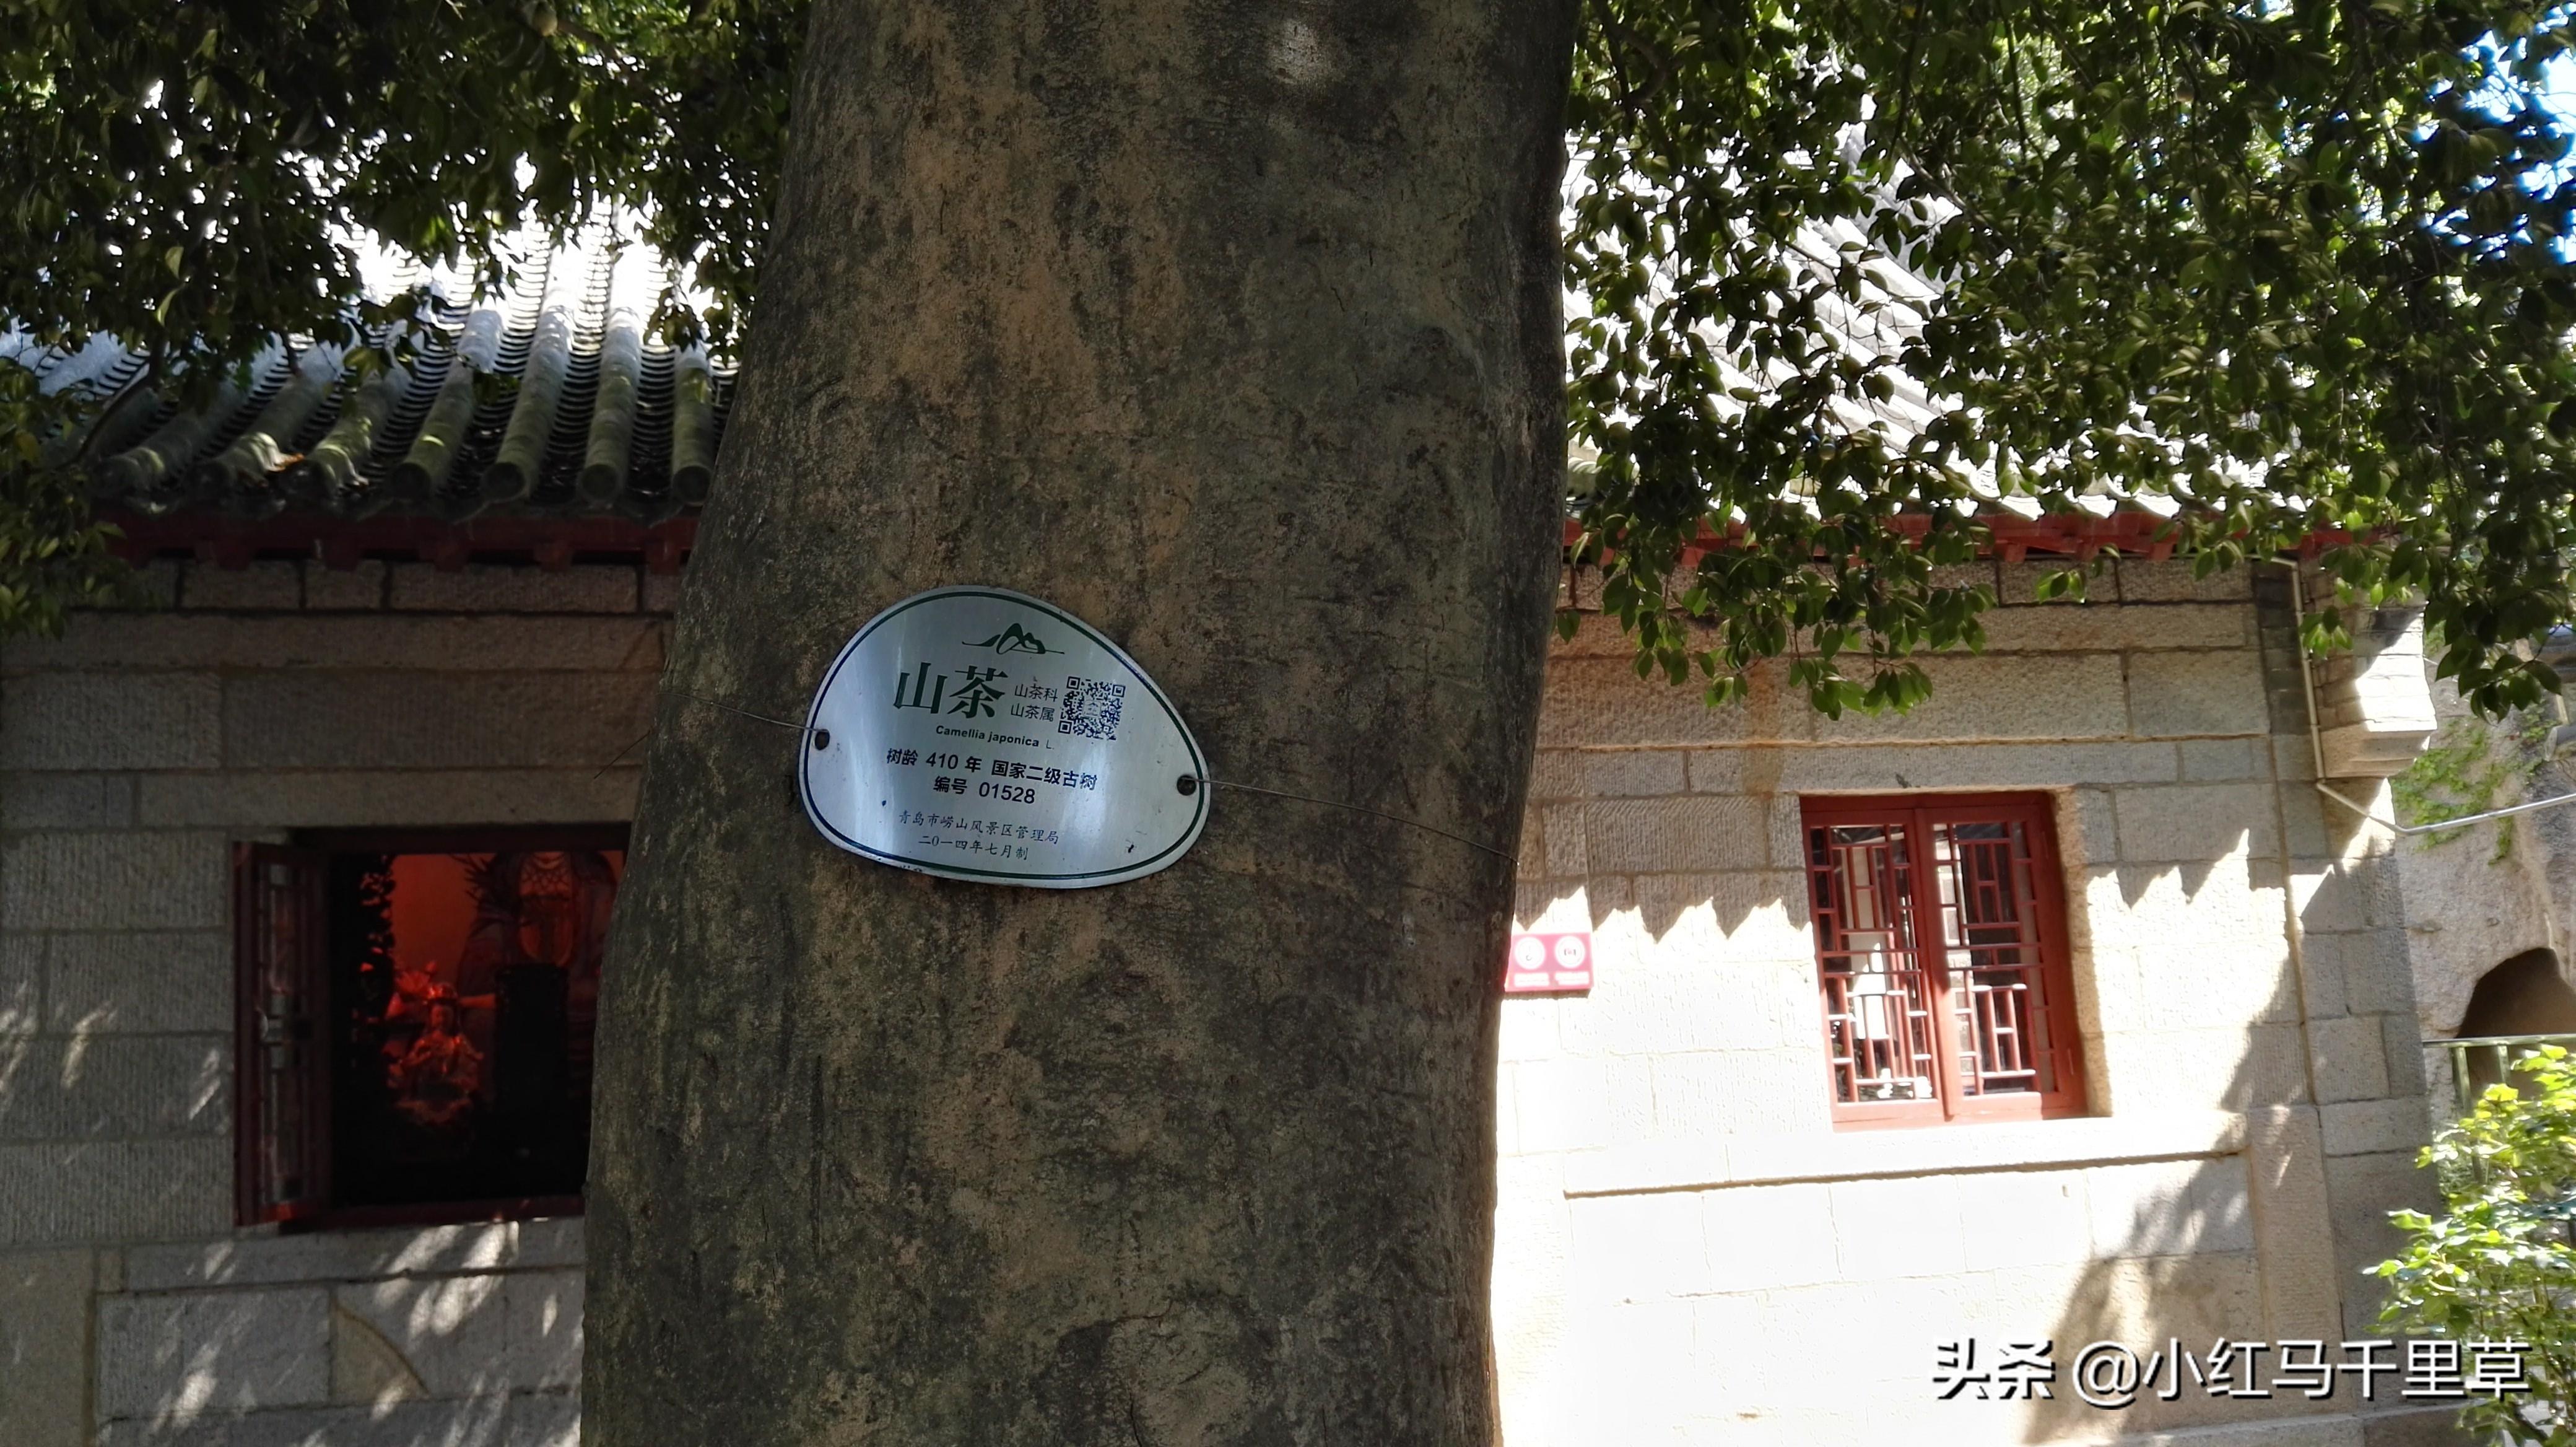 山茶
山茶科
山茶属
Camellia japonica L.
树龄 410 年 国家二级古树
编号 01528
青岛市崂山风景区管理局
二0一四年七月制
头条 @小红马千里草